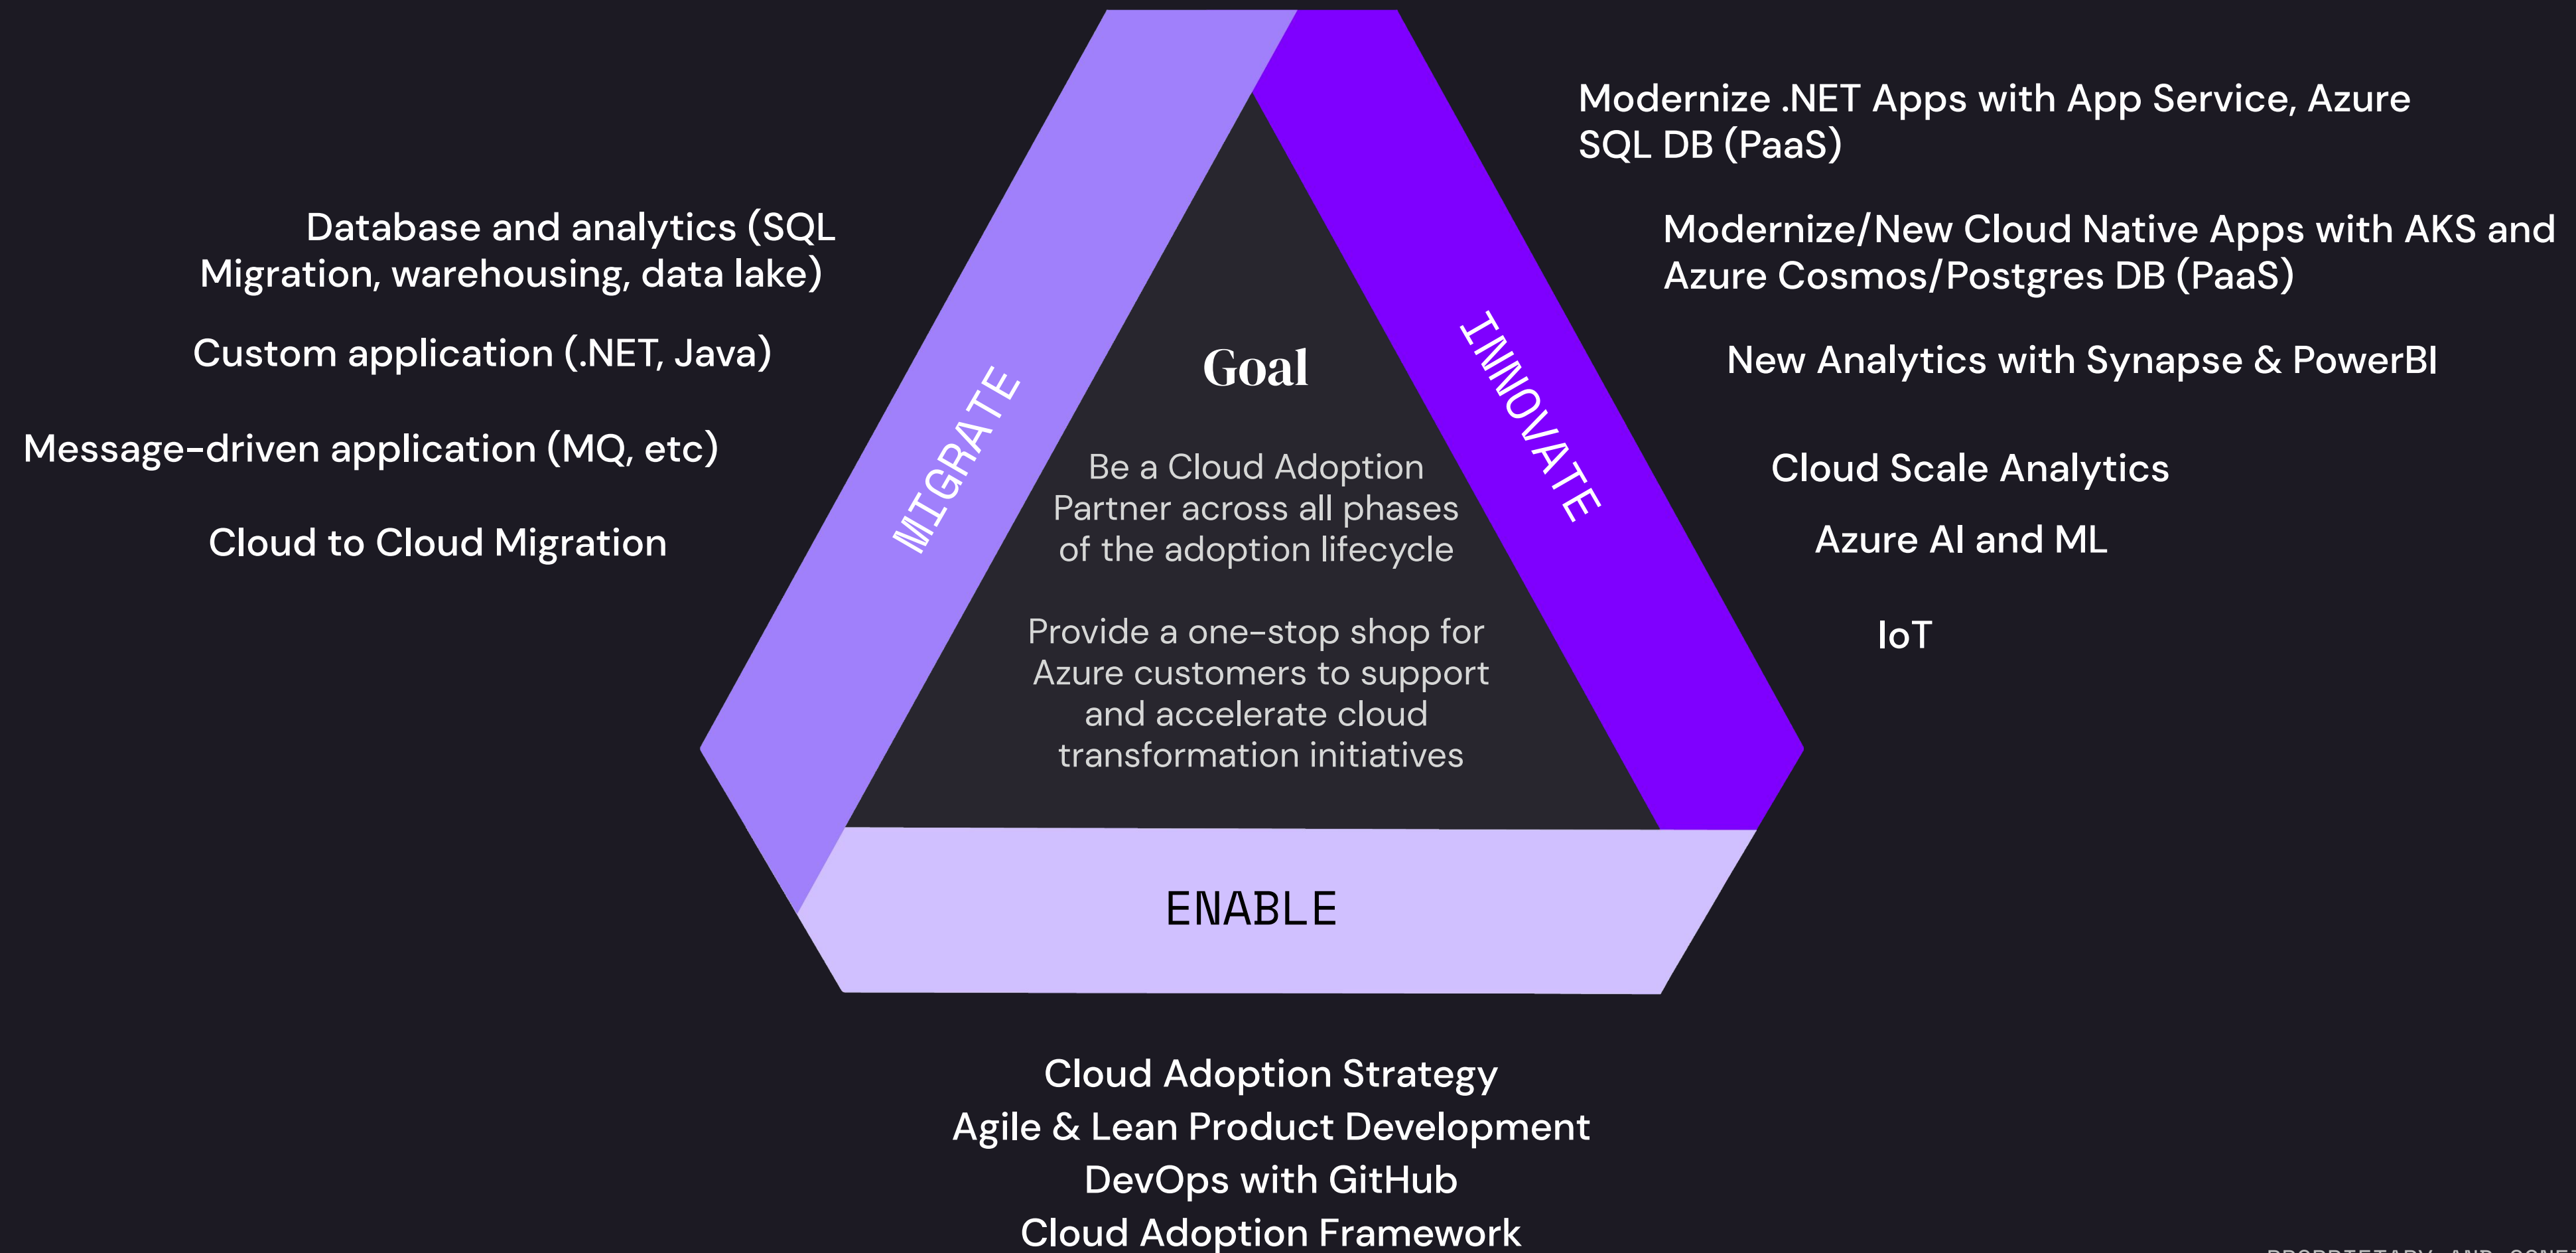 Database and analytics (SQL
Migration, warehousing, data lake)
Custom application (.NET, Java)
Message-driven application (MQ, etc)
Cloud to Cloud Migration
MIGRATE
Goal
Be a Cloud Adoption
Partner across all phases
of the adoption lifecycle
Provide a one-stop shop for
Azure customers to support
and accelerate cloud
transformation initiatives
INNOVATE
Modernize .NET Apps with App Service, Azure
SQL DB (PaaS)
Modernize/New Cloud Native Apps with AKS and
Azure Cosmos/Postgres DB (PaaS)
New Analytics with Synapse & PowerBI
Cloud Scale Analytics
Azure AI and ML
IoT
ENABLE
Cloud Adoption Strategy
Agile & Lean Product Development
DevOps with GitHub
Cloud Adoption Framework